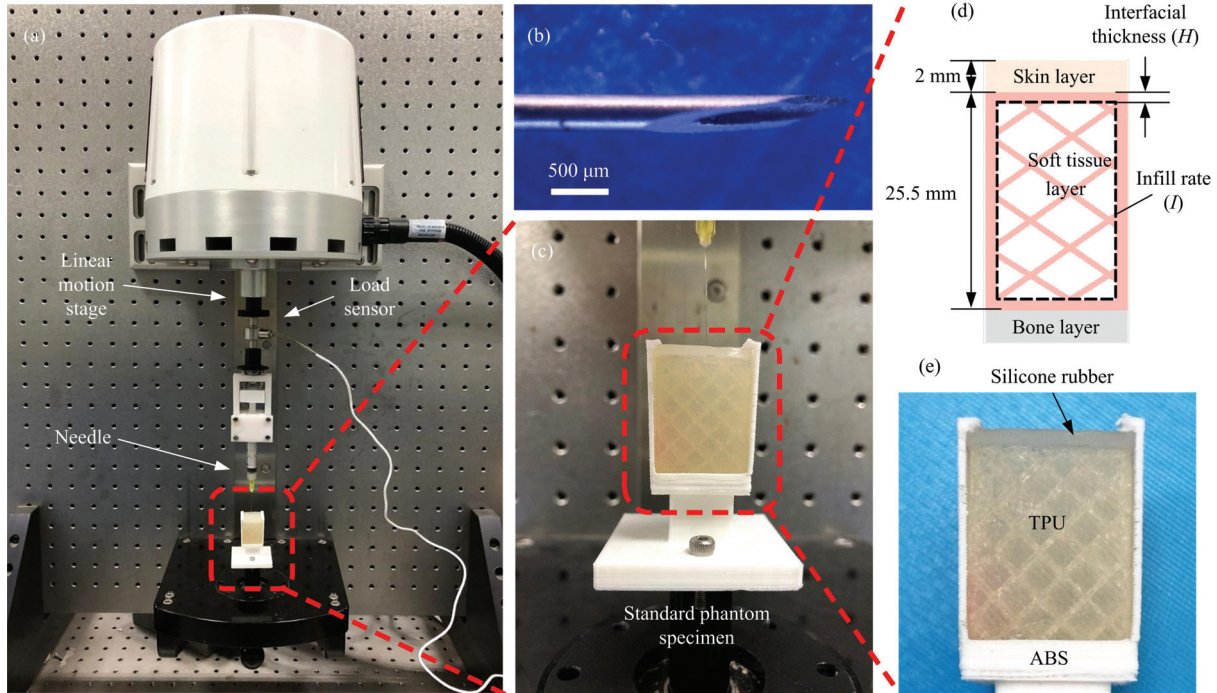 (a)
Linear
motion
stage
Load
sensor
Needle
(b)
500 μm
(c)
Standard phantom
specimen
(d)
Interfacial
thickness (H)
2 mm
Skin layer
25.5 mm
Soft tissue
layer
Infill rate
(I)
Bone layer
(e)
Silicone rubber
TPU
ABS